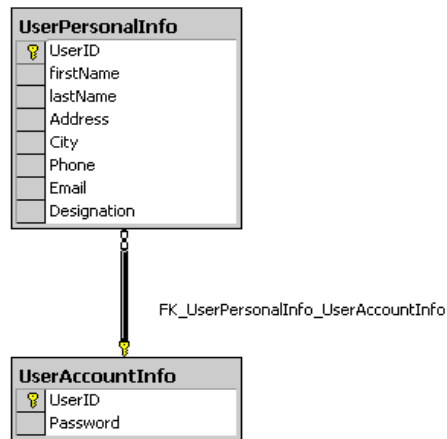 UserPersonalInfo
UserID
firstName
lastName
Address
City
Phone
Email
Designation
FK_UserPersonalInfo_UserAccountInfo
UserAccountInfo
UserID
Password